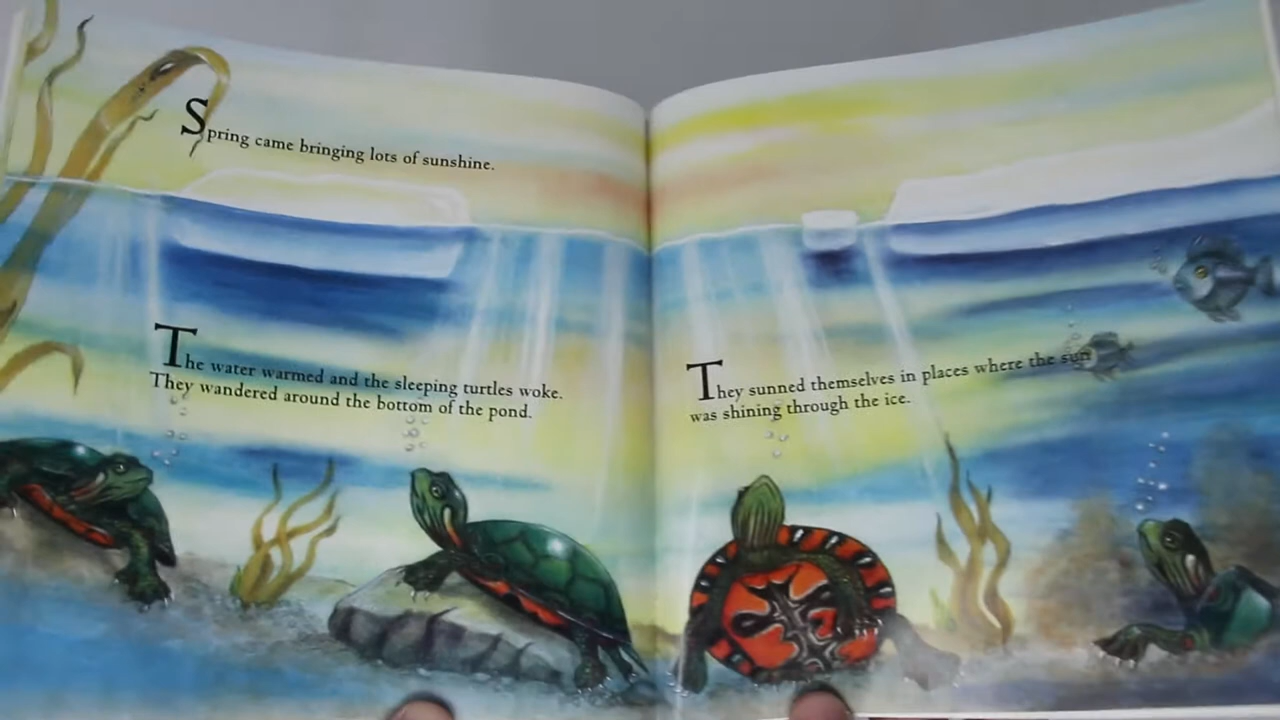 Spring came bringing lots of sunshine.
The water warmed and the sleeping turtles woke.
They wandered around the bottom of the pond.
They sunned themselves in places where the sun
was shining through the ice.